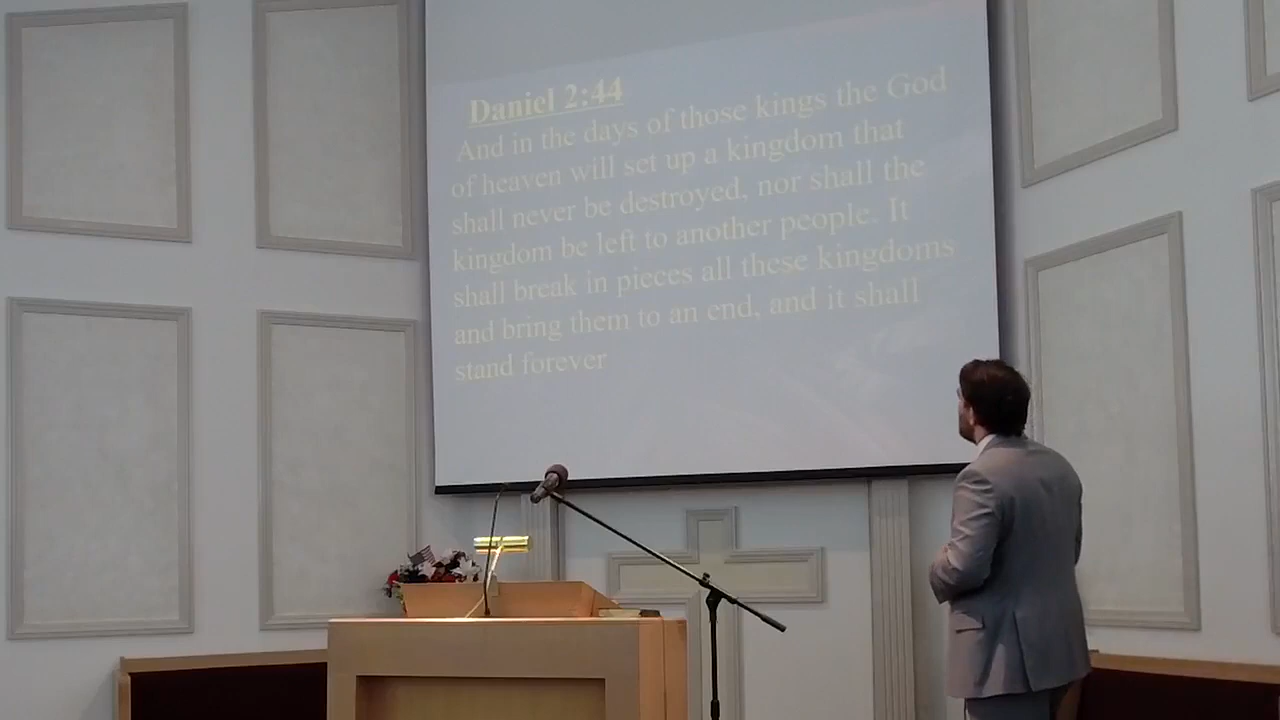 Daniel 2:44
And in the days of those kings the God
of heaven will set up a kingdom that
shall never be destroyed, nor shall the
kingdom be left to another people. It
shall break in pieces all these kingdoms
and bring them to an end, and it shall
stand forever